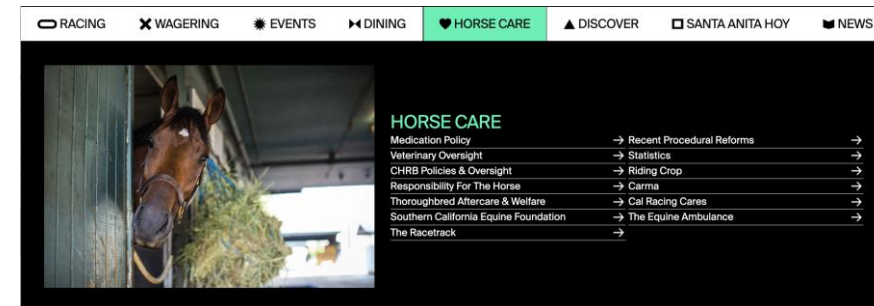 RACING
WAGERING
EVENTS
DINING
HORSE CARE
DISCOVER
SANTA ANITA HOY
NEWS
HORSE CARE
Medication Policy
Veterinary Oversight
CHRB Policies & Oversight
Responsibility For The Horse
Thoroughbred Aftercare & Welfare
Southern California Equine Foundation
The Racetrack
Recent Procedural Reforms
Statistics
Riding Crop
Carma
Cal Racing Cares
The Equine Ambulance